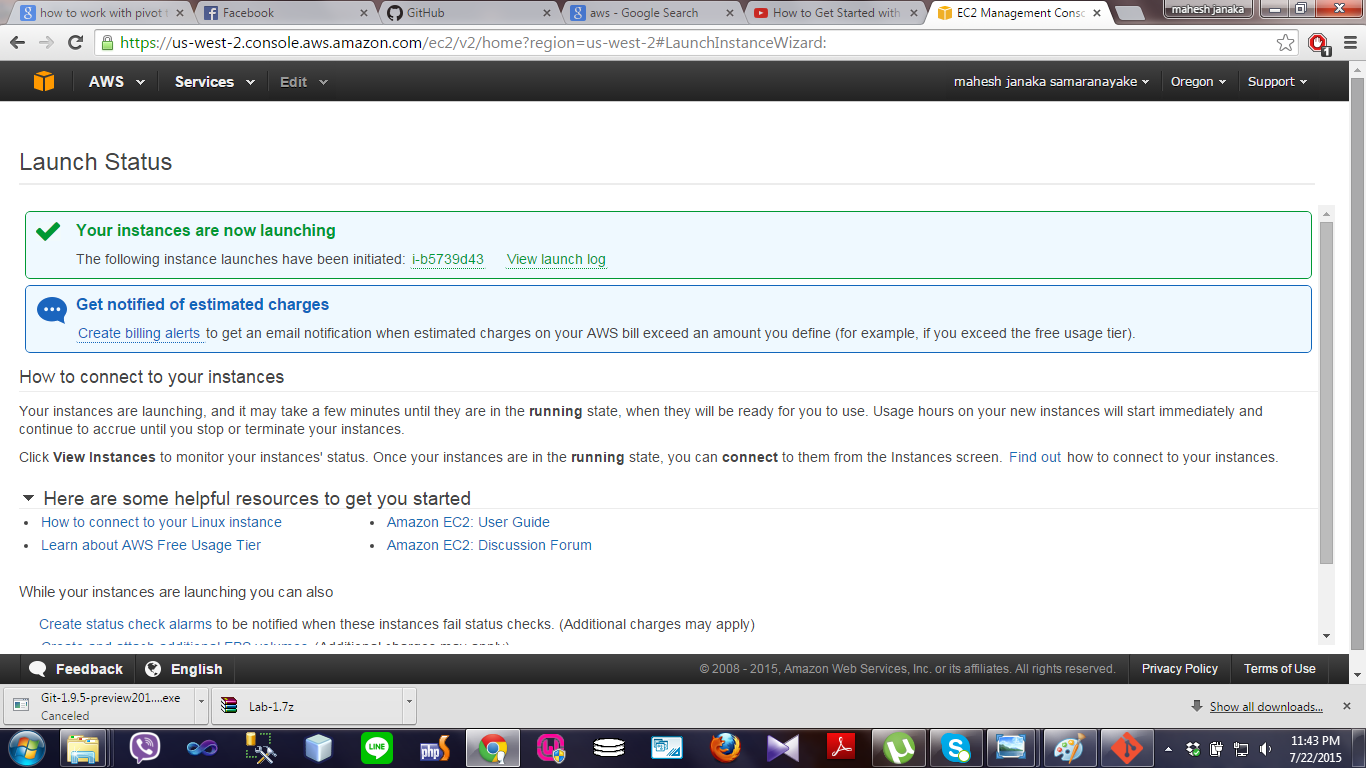 how to work with pivot t
Facebook
GitHub
aws - Google Search
How to Get Started with
EC2 Management Conso
mahesh janaka
https://us-west-2.console.aws.amazon.com/ec2/v2/home?region=us-west-2#LaunchInstanceWizard:
1
AWS
Services
Edit
mahesh janaka samaranayake
Oregon
Support
Launch Status
Your instances are now launching
The following instance launches have been initiated: i-b5739d43 View launch log
Get notified of estimated charges
Create billing alerts to get an email notification when estimated charges on your AWS bill exceed an amount you define (for example, if you exceed the free usage tier).
How to connect to your instances
Your instances are launching, and it may take a few minutes until they are in the running state, when they will be ready for you to use. Usage hours on your new instances will start immediately and
continue to accrue until you stop or terminate your instances.
Click View Instances to monitor your instances' status. Once your instances are in the running state, you can connect to them from the Instances screen. Find out how to connect to your instances.
Here are some helpful resources to get you started
• How to connect to your Linux instance
• Amazon EC2: User Guide
• Learn about AWS Free Usage Tier
• Amazon EC2: Discussion Forum
While your instances are launching you can also
Create status check alarms to be notified when these instances fail status checks. (Additional charges may apply)
Create and attach additional EBS volumes (Additional charges may apply)
Feedback
English
© 2008 - 2015, Amazon Web Services, Inc. or its affiliates. All rights reserved.
Privacy Policy
Terms of Use
Git-1.9.5-preview201....exe
Canceled
Lab-1.7z
Show all downloads...
LINE
php
11:43 PM
7/22/2015